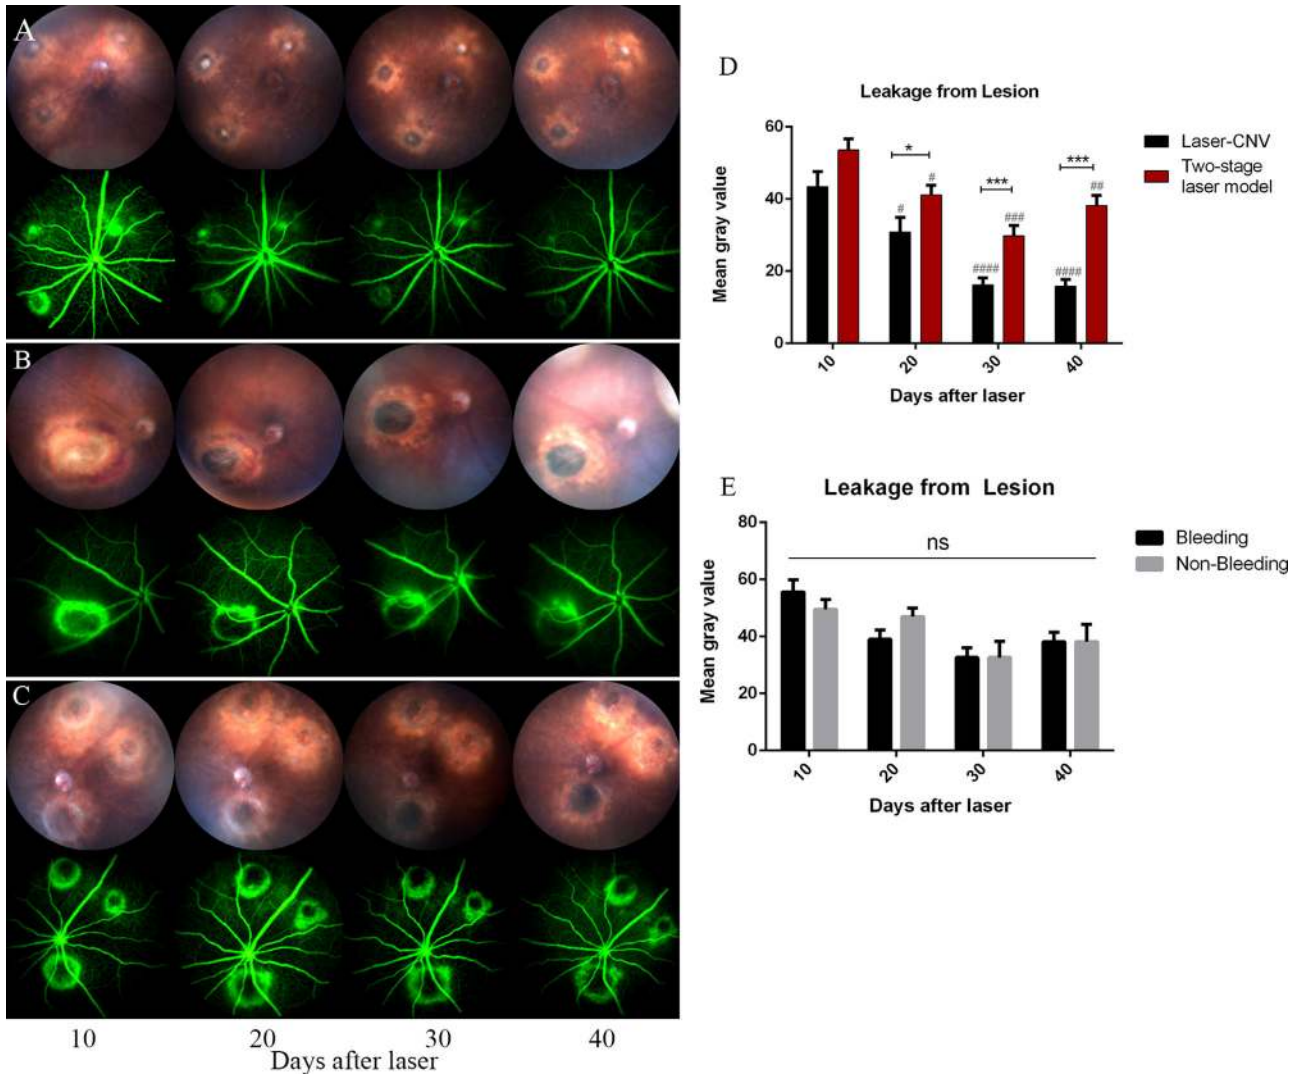 A
B
C
10 20 30 40
Days after laser
D
Leakage from Lesion
Mean gray value
60
40
20
0
* *** ***
# # #### ### #### ##
10 20 30 40
Days after laser
Laser-CNV
Two-stage
laser model
E
Leakage from Lesion
Mean gray value
80
60
40
20
0
ns
10 20 30 40
Days after laser
Bleeding
Non-Bleeding